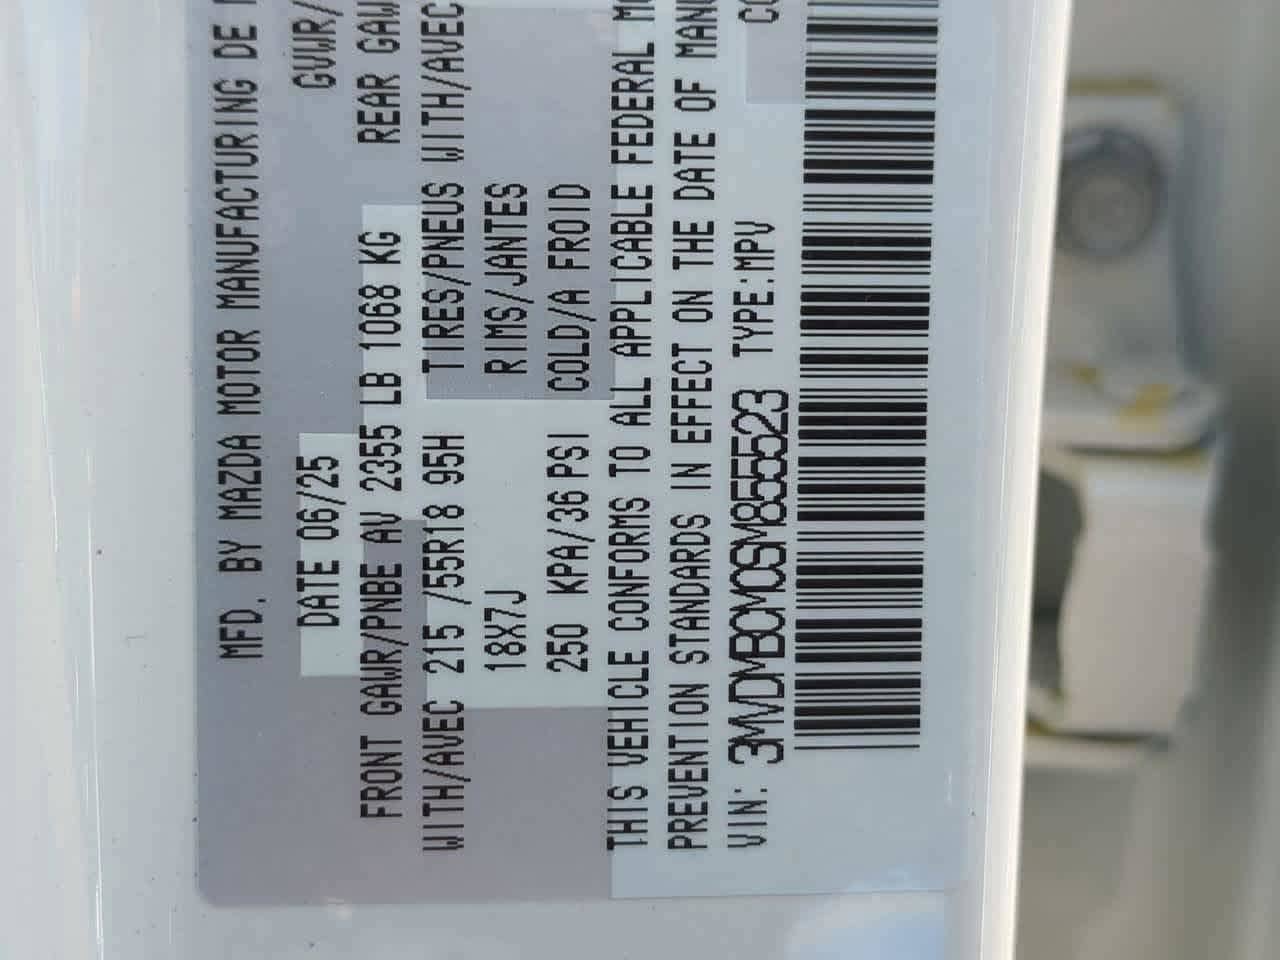 MFD. BY MAZDA MOTOR MANUFACTURING DE
DATE 06/25 GVWR/
FRONT GAWR/PNBE AV 2355 LB 1068 KG REAR GAW
WITH/AVEC 215 /55R18 95H TIRES/PNEUS WITH/AVEC
18X7J RIMS/JANTES
250 KPA/36 PSI COLD/A FROID
THIS VEHICLE CONFORMS TO ALL APPLICABLE FEDERAL MO
PREVENTION STANDARDS IN EFFECT ON THE DATE OF MANU
VIN: 3MVDMBCM0SM855523 TYPE:MPV CO